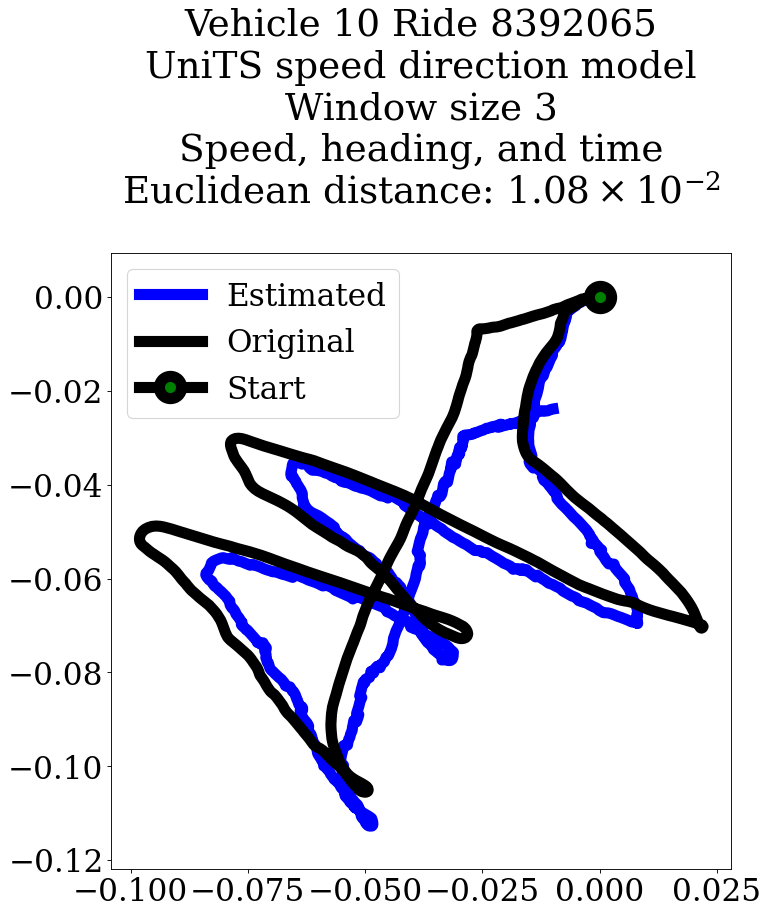 Vehicle 10 Ride 8392065
UniTS speed direction model
Window size 3
Speed, heading, and time
Euclidean distance: 1.08 × 10⁻²
Estimated
Original
Start
0.00
−0.02
−0.04
−0.06
−0.08
−0.10
−0.12
−0.100 −0.075 −0.050 −0.025 0.000 0.025